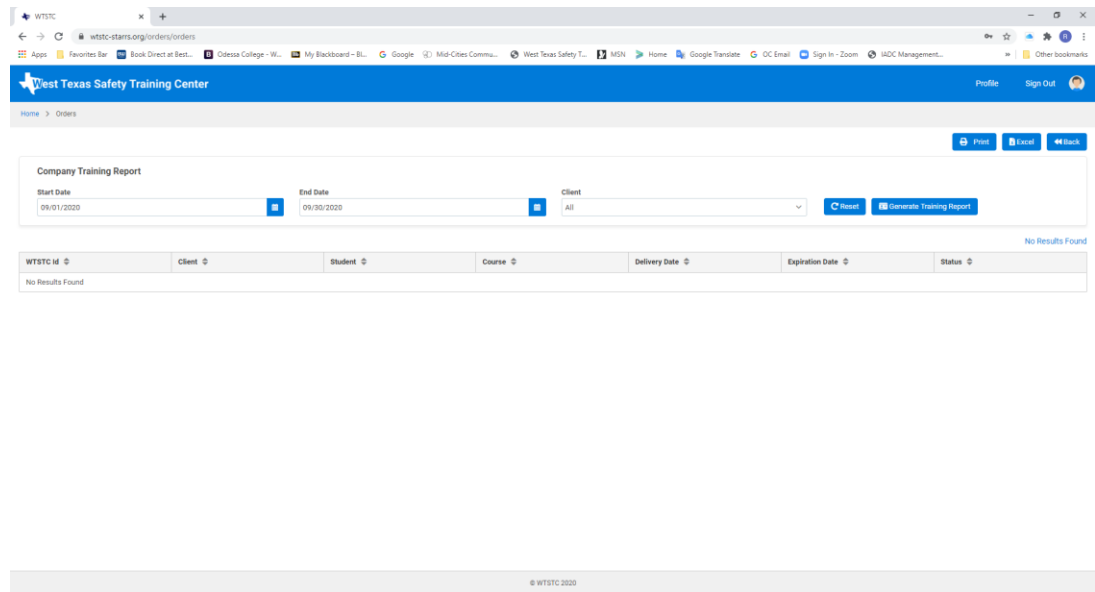 WTSTC
wtstc-starrs.org/orders/orders
Apps Favorites Bar Book Direct at Best... Odessa College - W... My Blackboard – Bl... Google Mid-Cities Commu... West Texas Safety T... MSN Home Google Translate OC Email Sign In - Zoom IADC Management... » Other bookmarks
West Texas Safety Training Center Profile Sign Out
Home > Orders
Print Excel Back
Company Training Report
Start Date End Date Client
09/01/2020 09/30/2020 All Reset Generate Training Report
No Results Found
WTSTC Id Client Student Course Delivery Date Expiration Date Status
No Results Found
© WTSTC 2020